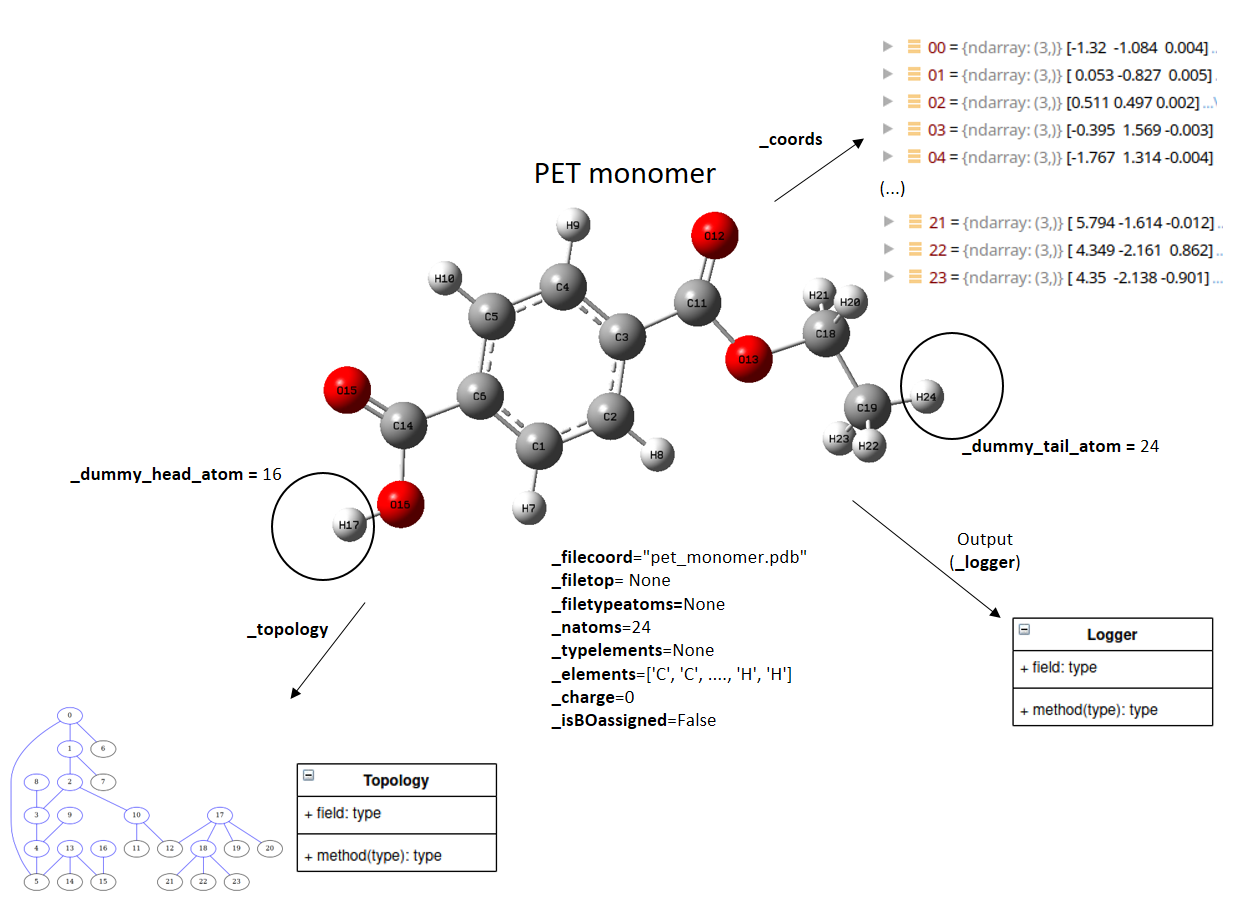 00 = {ndarray: (3,)} [-1.32 -1.084 0.004] ..
01 = {ndarray: (3,)} [ 0.053 -0.827 0.005] .
02 = {ndarray: (3,)} [0.511 0.497 0.002] ...\
03 = {ndarray: (3,)} [-0.395 1.569 -0.003]
04 = {ndarray: (3,)} [-1.767 1.314 -0.004]
(...)
21 = {ndarray: (3,)} [ 5.794 -1.614 -0.012] ..
22 = {ndarray: (3,)} [ 4.349 -2.161 0.862] ..
23 = {ndarray: (3,)} [ 4.35 -2.138 -0.901] ...
_coords
PET monomer
H9
O12
H10
C4
C11
H21
H20
C5
C3
C18
O13
O15
C6
C14
C2
C19
H24
C1
H8
H23
H22
_dummy_tail_atom = 24
_dummy_head_atom = 16
O16
H17
H7
Output
(_logger)
_filecoord="pet_monomer.pdb"
_filetop= None
_filetypeatoms=None
_natoms=24
_typelements=None
_elements=['C', 'C', ...., 'H', 'H']
_charge=0
_isBOassigned=False
_topology
Logger
+ field: type
+ method(type): type
0
1 6
8 2 7
3 9 10 17
4 13 16 11 12 18 19 20
5 14 15 21 22 23
Topology
+ field: type
+ method(type): type